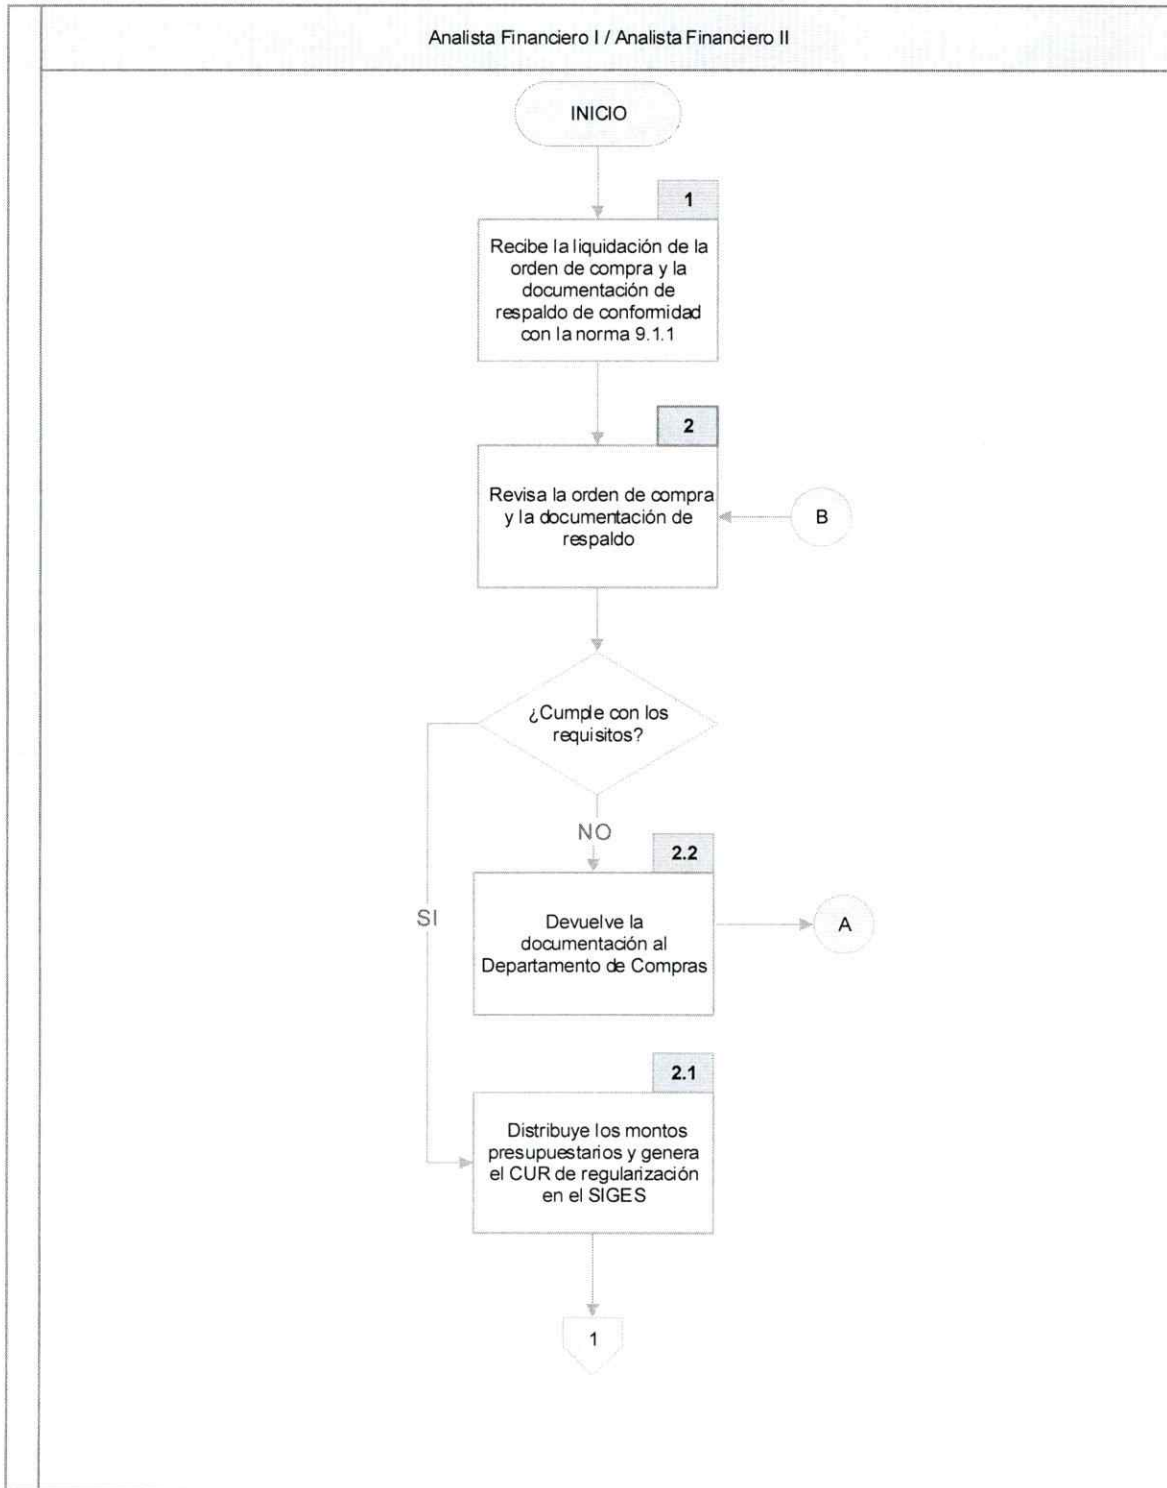 Analista Financiero I / Analista Financiero II
INICIO
1
Recibe la liquidación de la
orden de compra y la
documentación de
respaldo de conformidad
con la norma 9.1.1
2
Revisa la orden de compra
y la documentación de
respaldo
B
¿Cumple con los
requisitos?
NO
2.2
SI
Devuelve la
documentación al
Departamento de Compras
A
2.1
Distribuye los montos
presupuestarios y genera
el CUR de regularización
en el SIGES
1